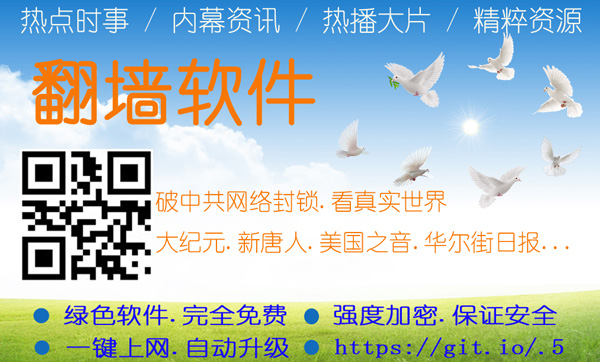 热点时事 / 内幕资讯 / 热播大片 / 精粹资源
翻墙软件
破中共网络封锁.看真实世界
大纪元.新唐人.美国之音.华尔街日报...
● 绿色软件.完全免费 ● 强度加密.保证安全
● 一键上网.自动升级 ● https://git.io/.5